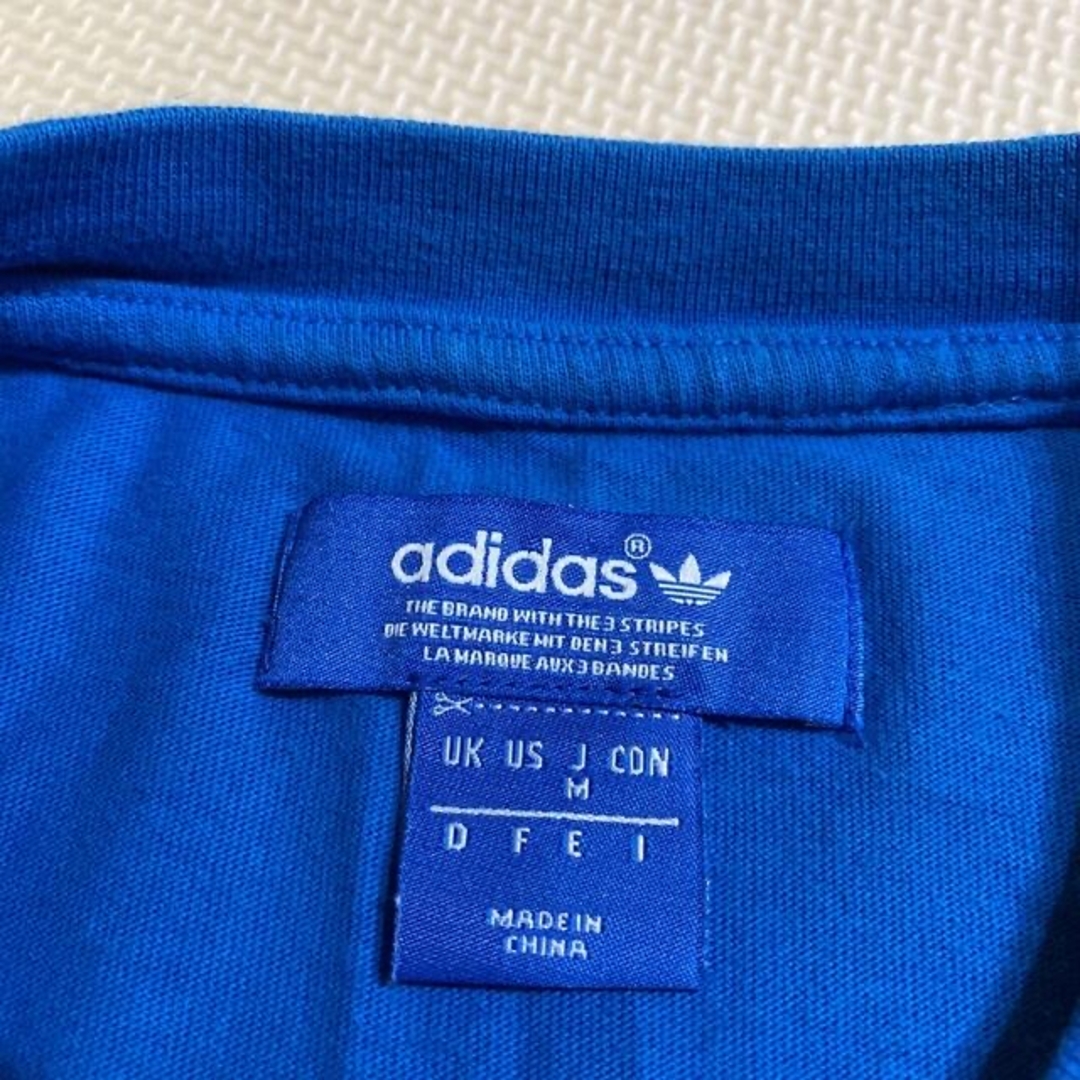 adidas®
THE BRAND WITH THE 3 STRIPES
DIE WELTMARKE MIT DEN 3 STREIFEN
LA MARQUE AUX 3 BANDES
UK US J CDN
M
D F E I
MADE IN
CHINA